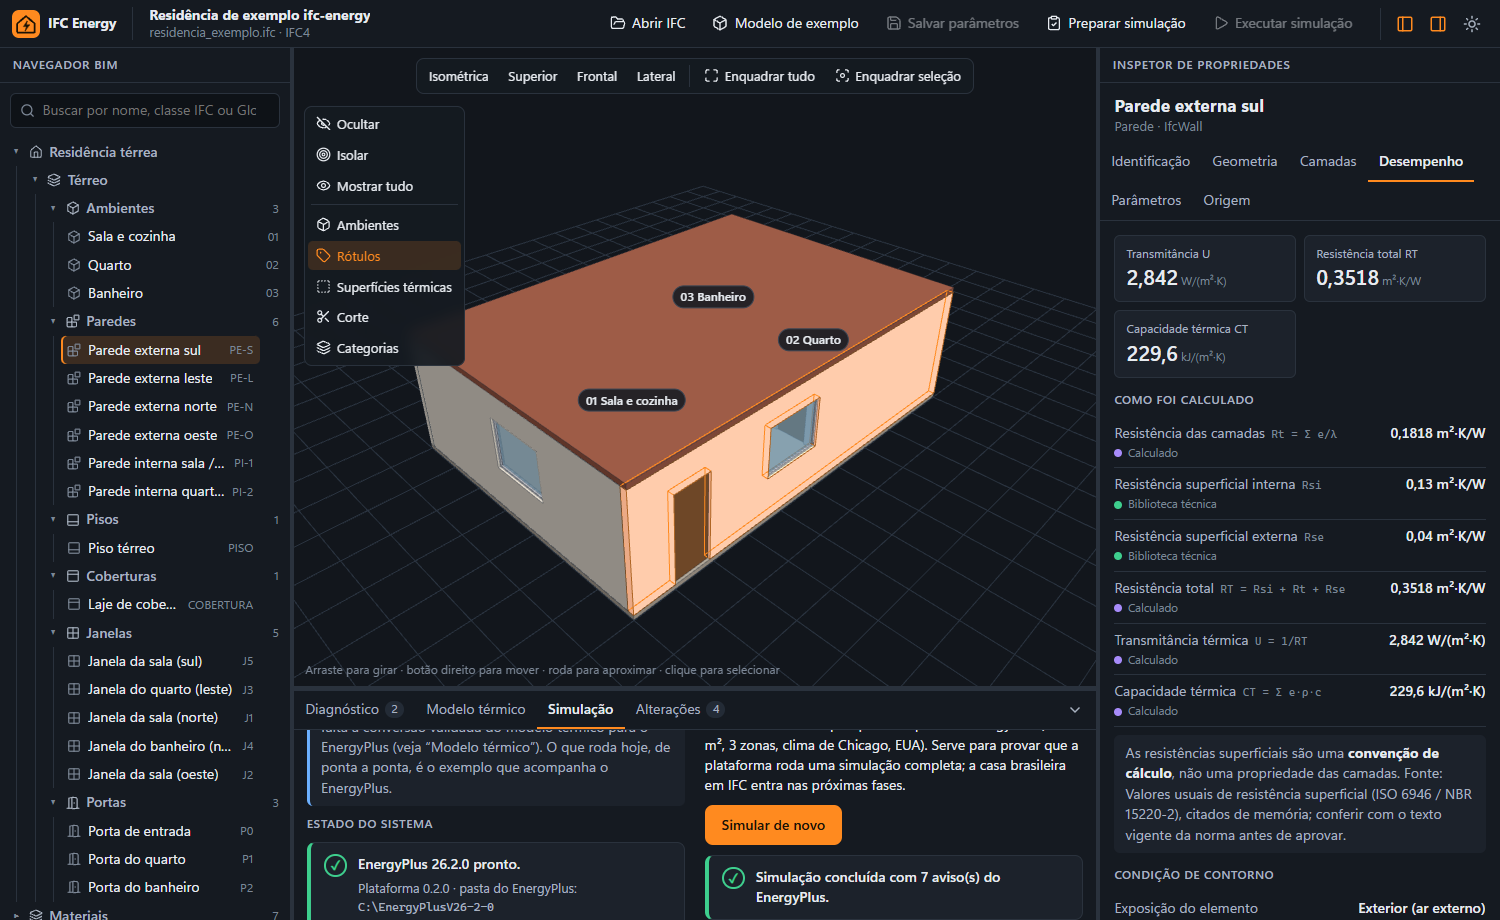 IFC Energy
Residência de exemplo ifc-energy
residencia_exemplo.ifc · IFC4
Abrir IFC
Modelo de exemplo
Salvar parâmetros
Preparar simulação
Executar simulação
NAVEGADOR BIM
Buscar por nome, classe IFC ou Glc
Residência térrea
Térreo
Ambientes 3
Sala e cozinha 01
Quarto 02
Banheiro 03
Paredes 6
Parede externa sul PE-S
Parede externa leste PE-L
Parede externa norte PE-N
Parede externa oeste PE-O
Parede interna sala /... PI-1
Parede interna quart... PI-2
Pisos 1
Piso térreo PISO
Coberturas 1
Laje de cobe... COBERTURA
Janelas 5
Janela da sala (sul) J5
Janela do quarto (leste) J3
Janela da sala (norte) J1
Janela do banheiro (n... J4
Janela da sala (oeste) J2
Portas 3
Porta de entrada P0
Porta do quarto P1
Porta do banheiro P2
Materiais 7
Isométrica
Superior
Frontal
Lateral
Enquadrar tudo
Enquadrar seleção
Ocultar
Isolar
Mostrar tudo
Ambientes
Rótulos
Superfícies térmicas
Corte
Categorias
03 Banheiro
02 Quarto
01 Sala e cozinha
Arraste para girar · botão direito para mover · roda para aproximar · clique para selecionar
Diagnóstico 2
Modelo térmico
Simulação
Alterações 4
EnergyPlus (veja “Modelo térmico”). O que roda hoje, de
ponta a ponta, é o exemplo que acompanha o
EnergyPlus.
ESTADO DO SISTEMA
EnergyPlus 26.2.0 pronto.
Plataforma 0.2.0 · pasta do EnergyPlus:
C:\EnergyPlusV26-2-0
m², 3 zonas, clima de Chicago, EUA). Serve para provar que a
plataforma roda uma simulação completa; a casa brasileira
em IFC entra nas próximas fases.
Simular de novo
Simulação concluída com 7 aviso(s) do
EnergyPlus.
INSPETOR DE PROPRIEDADES
Parede externa sul
Parede · IfcWall
Identificação
Geometria
Camadas
Desempenho
Parâmetros
Origem
Transmitância U
2,842 W/(m²·K)
Resistência total RT
0,3518 m²·K/W
Capacidade térmica CT
229,6 kJ/(m²·K)
COMO FOI CALCULADO
Resistência das camadas Rt = Σ e/λ 0,1818 m²·K/W
Calculado
Resistência superficial interna Rsi 0,13 m²·K/W
Biblioteca técnica
Resistência superficial externa Rse 0,04 m²·K/W
Biblioteca técnica
Resistência total RT = Rsi + Rt + Rse 0,3518 m²·K/W
Calculado
Transmitância térmica U = 1/RT 2,842 W/(m²·K)
Calculado
Capacidade térmica CT = Σ e·ρ·c 229,6 kJ/(m²·K)
Calculado
As resistências superficiais são uma convenção de
cálculo, não uma propriedade das camadas. Fonte:
Valores usuais de resistência superficial (ISO 6946 / NBR
15220-2), citados de memória; conferir com o texto
vigente da norma antes de aprovar.
CONDIÇÃO DE CONTORNO
Exposição do elemento Exterior (ar externo)